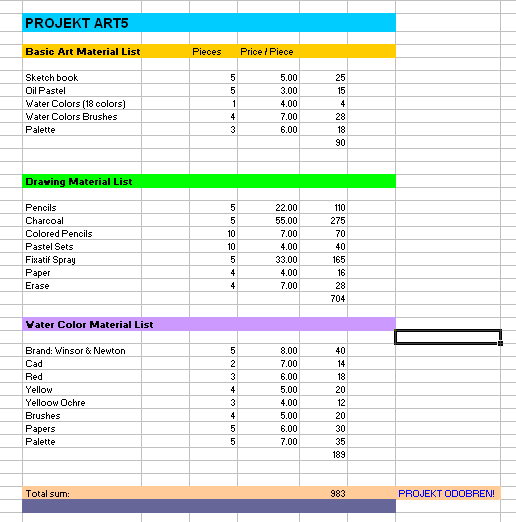 PROJEKT ART5
Basic Art Material List Pieces Price / Piece
Sketch book 5 5.00 25
Oil Pastel 5 3.00 15
Water Colors (18 colors) 1 4.00 4
Water Colors Brushes 4 7.00 28
Palette 3 6.00 18
90
Drawing Material List
Pencils 5 22.00 110
Charcoal 5 55.00 275
Colored Pencils 10 7.00 70
Pastel Sets 10 4.00 40
Fixatif Spray 5 33.00 165
Paper 4 4.00 16
Erase 4 7.00 28
704
Water Color Material List
Brand: Winsor & Newton 5 8.00 40
Cad 2 7.00 14
Red 3 6.00 18
Yellow 4 5.00 20
Yelloow Ochre 3 4.00 12
Brushes 4 5.00 20
Papers 5 6.00 30
Palette 5 7.00 35
189
Total sum: 983 PROJEKT ODOBREN!